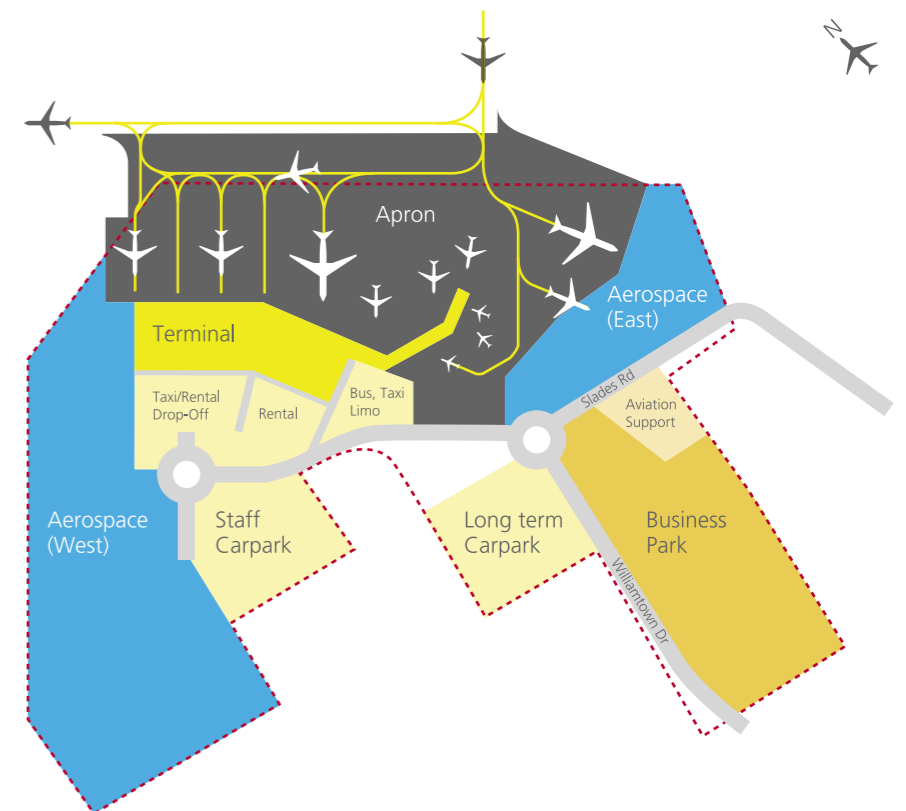 N
Apron
Aerospace
(East)
Terminal
Slades Rd
Taxi/Rental
Drop-Off
Rental
Bus, Taxi
Limo
Aviation
Support
Aerospace
(West)
Staff
Carpark
Long term
Carpark
Business
Park
Williamtown Dr